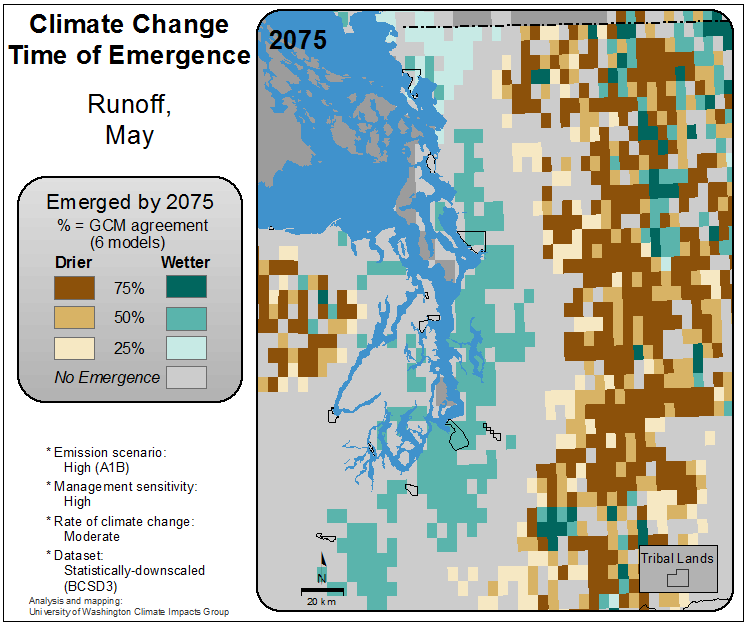 Climate Change
Time of Emergence
Runoff,
May
Emerged by 2075
% = GCM agreement
(6 models)
Drier Wetter
75%
50%
25%
No Emergence
* Emission scenario:
High (A1B)
* Management sensitivity:
High
* Rate of climate change:
Moderate
* Dataset:
Statistically-downscaled
(BCSD3)
Analysis and mapping:
University of Washington Climate Impacts Group
2075
N
20 km
Tribal Lands